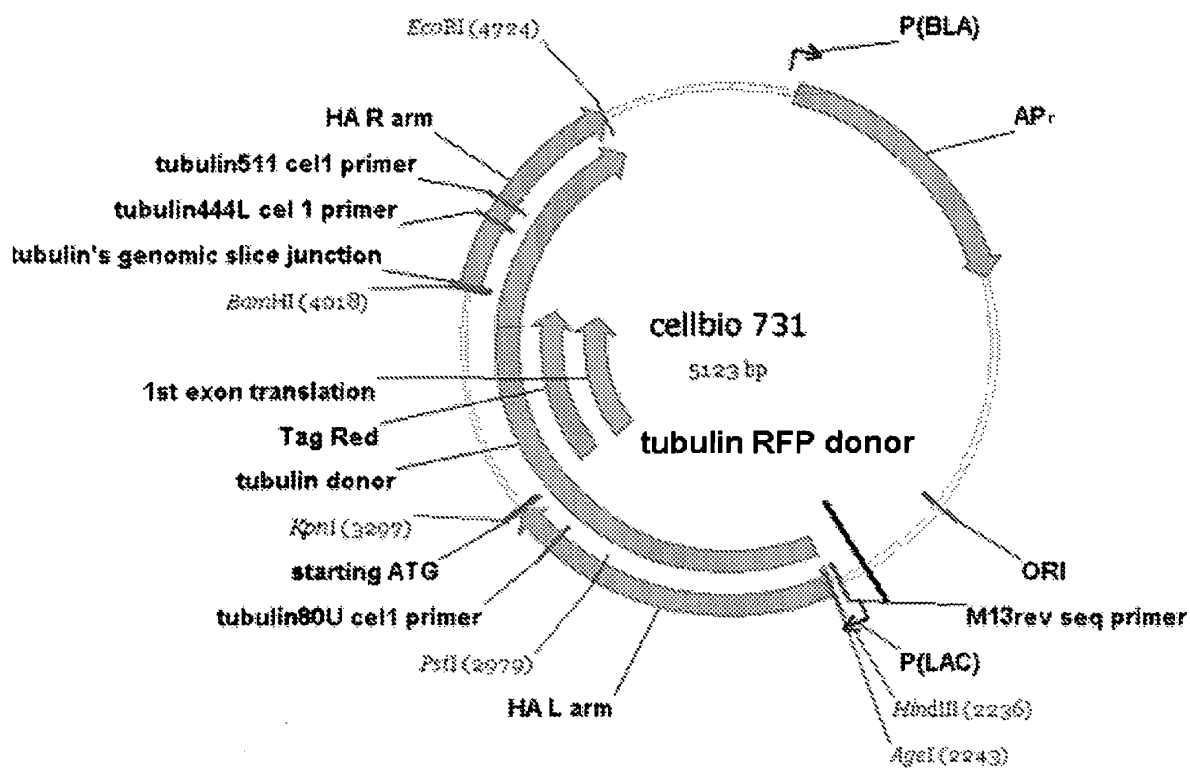 EcoRI (4724)
P(BLA)
HA R arm
APr
tubulin511 cel1 primer
tubulin444L cel 1 primer
tubulin's genomic slice junction
BamHI (4018)
cellbio 731
5123 bp
1st exon translation
Tag Red
tubulin RFP donor
tubulin donor
KpnI (3297)
starting ATG
ORI
tubulin80U cel1 primer
M13rev seq primer
PstI (2979)
P(LAC)
HA L arm
HindIII (2236)
AgeI (2243)